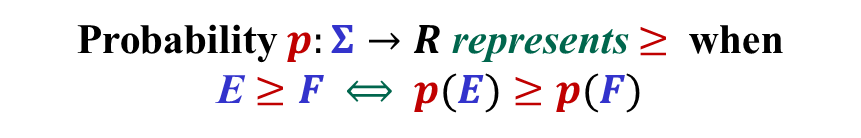 Probability p: Σ → R represents ≥ when
E ≥ F ⟺ p(E) ≥ p(F)